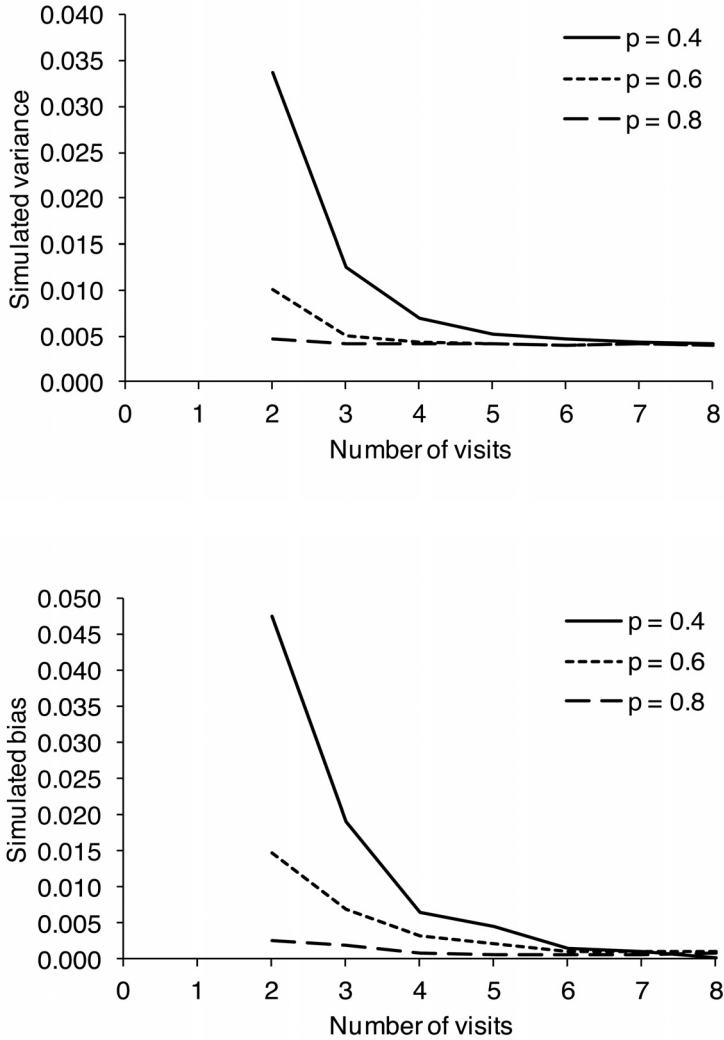 0.040
0.035
0.030
0.025
0.020
0.015
0.010
0.005
0.000
Simulated variance
p = 0.4
p = 0.6
p = 0.8
0 1 2 3 4 5 6 7 8
Number of visits
0.050
0.045
0.040
0.035
0.030
0.025
0.020
0.015
0.010
0.005
0.000
Simulated bias
p = 0.4
p = 0.6
p = 0.8
0 1 2 3 4 5 6 7 8
Number of visits